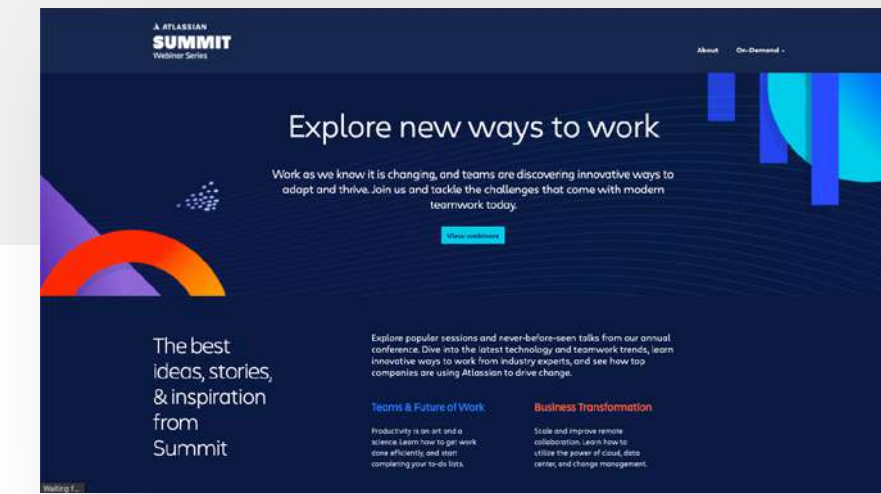 ATLASSIAN
SUMMIT
Webinar Series
About On-Demand
Explore new ways to work
Work as we know it is changing, and teams are discovering innovative ways to
adapt and thrive. Join us and tackle the challenges that come with modern
teamwork today.
View webinars
The best
ideas, stories,
& inspiration
from
Summit
Explore popular sessions and never-before-seen talks from our annual
conference. Dive into the latest technology and teamwork trends, learn
innovative ways to work from industry experts, and see how top
companies are using Atlassian to drive change.
Teams & Future of Work
Productivity is an art and a
science. Learn how to get work
done efficiently, and start
completing your to-do lists.
Business Transformation
Scale and improve remote
collaboration. Learn how to
utilize the power of cloud, data
center, and change management.
Waiting f...